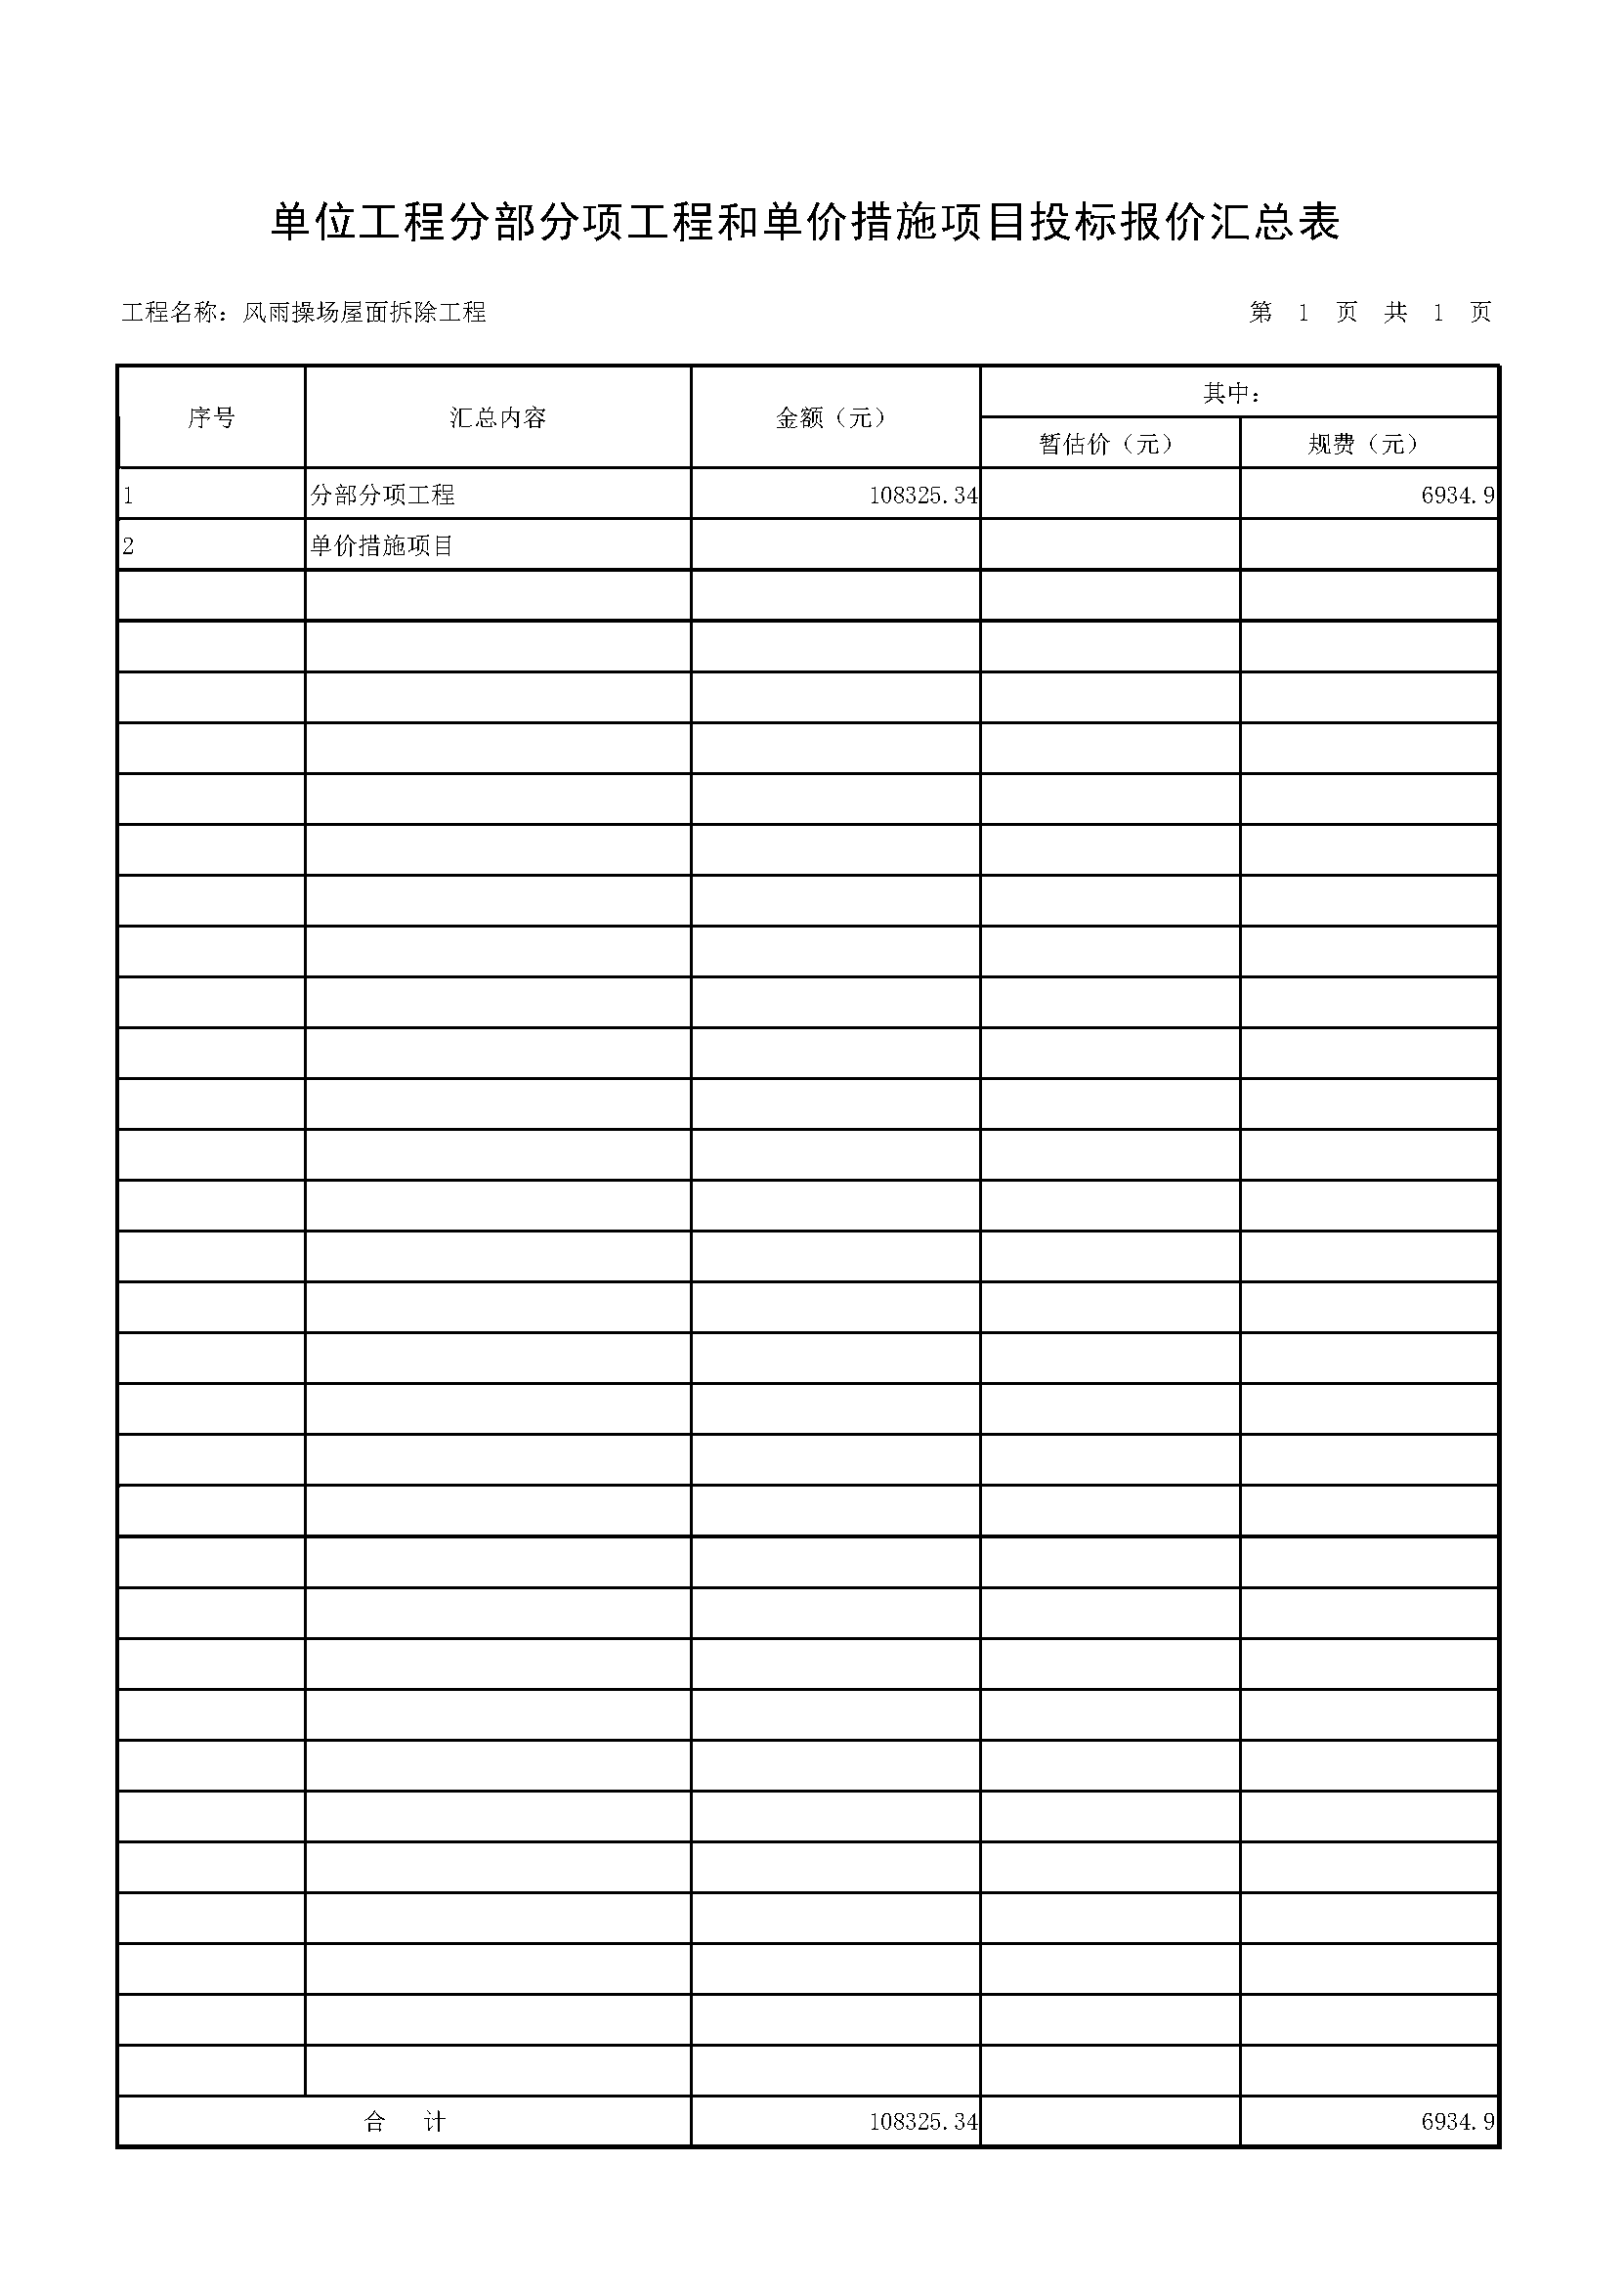 单位工程分部分项工程和单价措施项目投标报价汇总表
工程名称：风雨操场屋面拆除工程 第 1 页 共 1 页
序号 汇总内容 金额（元） 其中：
暂估价（元） 规费（元）
1 分部分项工程 108325.34 6934.9
2 单价措施项目
合 计 108325.34 6934.9